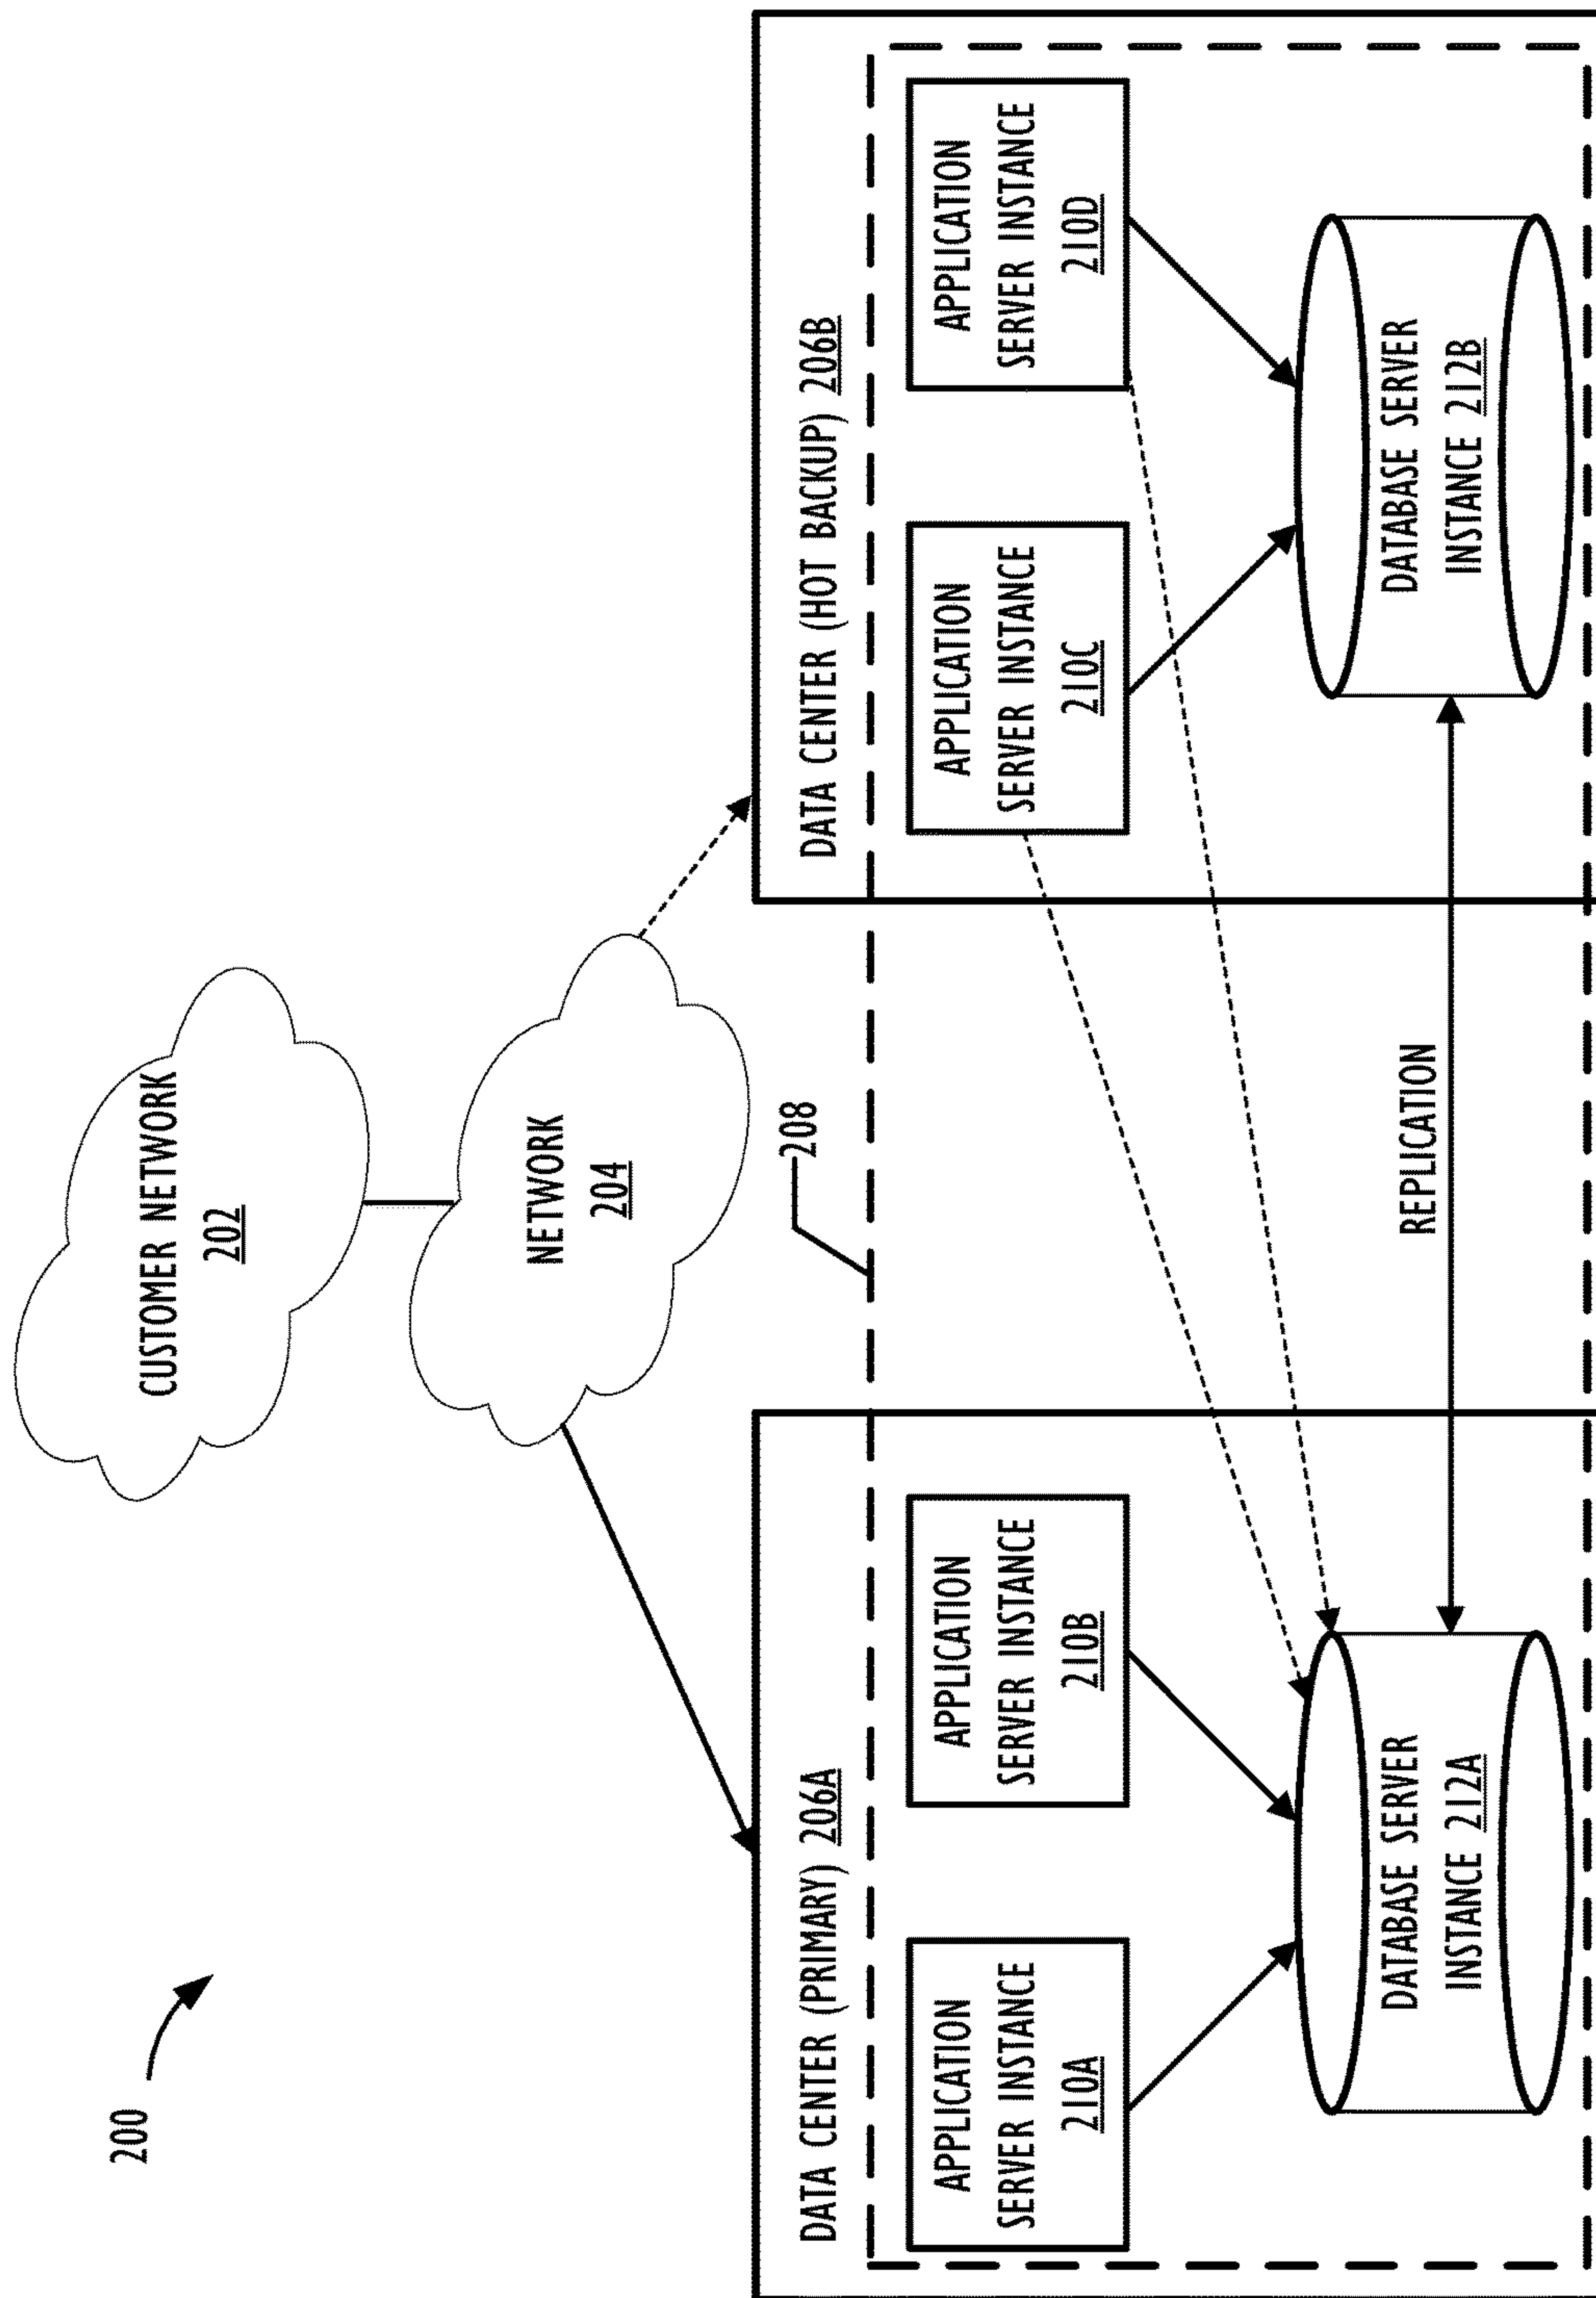 200
CUSTOMER NETWORK
202
NETWORK
204
208
DATA CENTER (PRIMARY) 206A
APPLICATION
SERVER INSTANCE
210A
APPLICATION
SERVER INSTANCE
210B
DATABASE SERVER
INSTANCE 212A
REPLICATION
DATA CENTER (HOT BACKUP) 206B
APPLICATION
SERVER INSTANCE
210C
APPLICATION
SERVER INSTANCE
210D
DATABASE SERVER
INSTANCE 212B